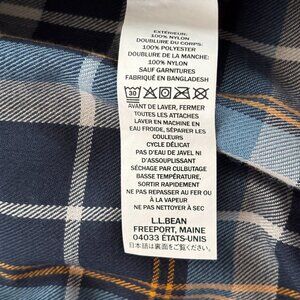 EXTÉRIEUR:
100% NYLON
DOUBLURE DU CORPS:
100% POLYESTER
DOUBLURE DE LA MANCHE:
100% NYLON
SAUF GARNITURES
FABRIQUÉ EN BANGLADESH
30
AVANT DE LAVER, FERMER
TOUTES LES ATTACHES
LAVER EN MACHINE EN
EAU FROIDE, SÉPARER LES
COULEURS
CYCLE DÉLICAT
PAS D'EAU DE JAVEL NI
D'ASSOUPLISSANT
SÉCHAGE PAR CULBUTAGE
BASSE TEMPÉRATURE,
SORTIR RAPIDEMENT
NE PAS REPASSER AU FER OU
À LA VAPEUR
NE PAS NETTOYER À SEC
L.L.BEAN
FREEPORT, MAINE
04033 ÉTATS-UNIS
日本語は裏面をご覧ください。